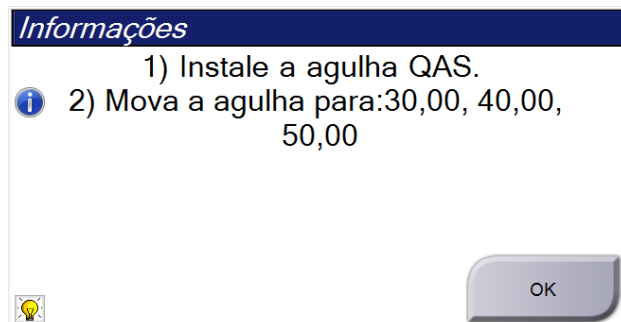 Informações
1) Instale a agulha QAS.
2) Mova a agulha para:30,00, 40,00,
50,00
OK